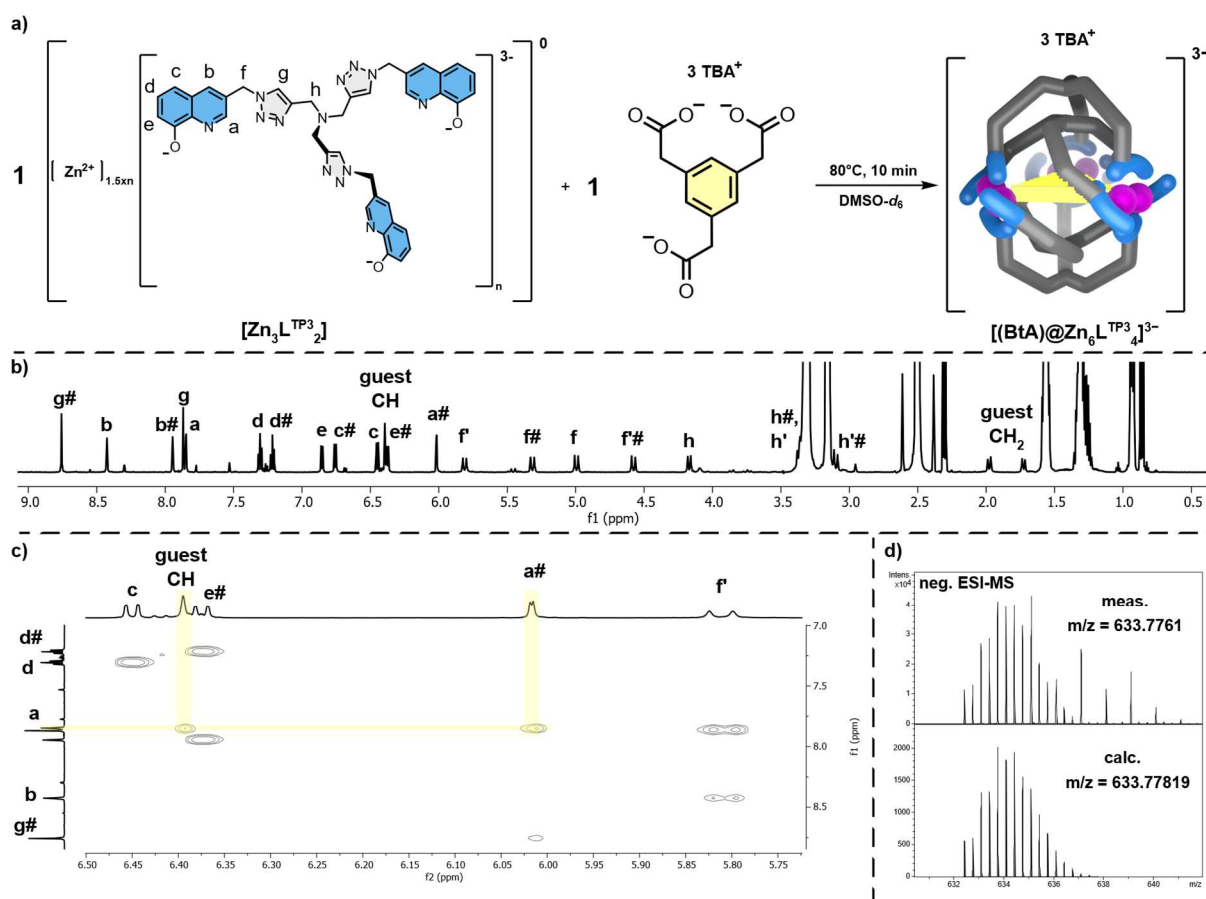 a)
3-
0
3 TBA⁺
3 TBA⁺
3-
f
c
b
g
h
d
e
a
N
N
N
N
N
N
N
N
N
N
N
N
N
O
O
O
O
O
O
O
O
O
1
[ Zn²⁺ ]1.5xn
n
+ 1
80°C, 10 min
DMSO-d6
[Zn3L^TP3 2]
[(BtA)@Zn6L^TP3 4]³⁻
b)
g#
b
b#
g
a
d
d#
e
c#
guest
CH
c
e#
a#
f'
f#
f
f'#
h
h#,
h'
h'#
guest
CH2
9.0 8.5 8.0 7.5 7.0 6.5 6.0 5.5 5.0 4.5 4.0 3.5 3.0 2.5 2.0 1.5 1.0 0.5
f1 (ppm)
c)
guest
CH
c
e#
a#
f'
d#
d
a
b
g#
7.0
7.5
8.0
8.5
f1 (ppm)
6.50 6.45 6.40 6.35 6.30 6.25 6.20 6.15 6.10 6.05 6.00 5.95 5.90 5.85 5.80 5.75
f2 (ppm)
d)
neg. ESI-MS
Intens.
x10⁴
4
3
2
1
0
meas.
m/z = 633.7761
2000
1500
1000
500
0
calc.
m/z = 633.77819
632 634 636 638 640 m/z